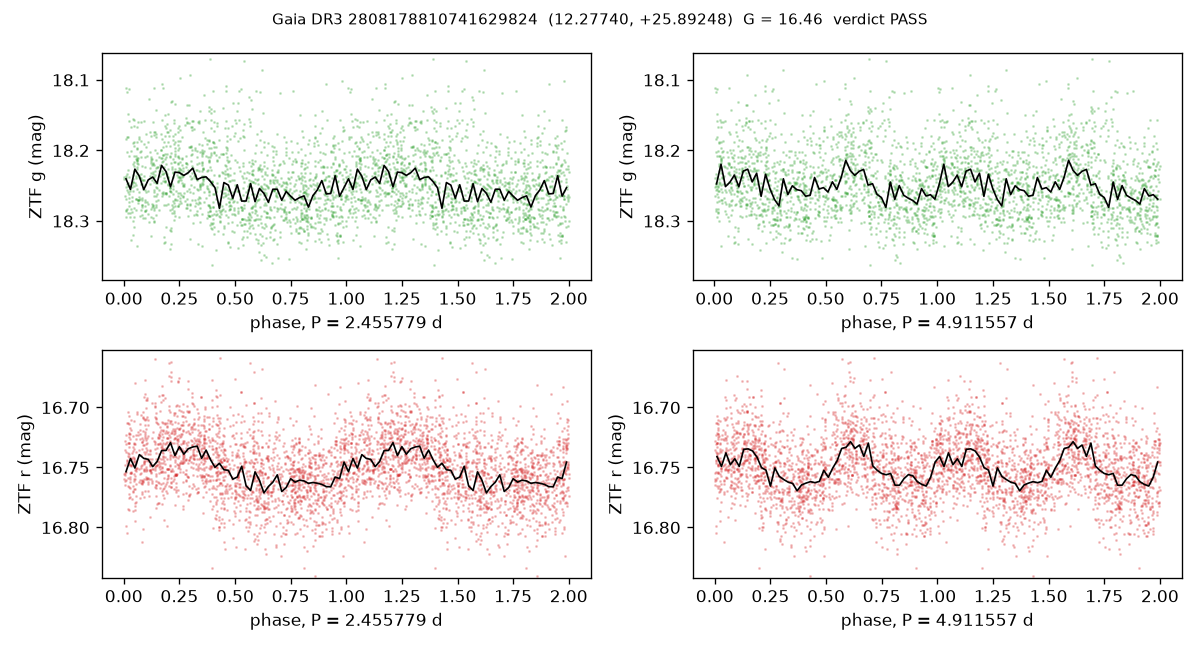 Gaia DR3 2808178810741629824 (12.27740, +25.89248) G = 16.46 verdict PASS
ZTF g (mag)
18.1
18.2
18.3
0.00 0.25 0.50 0.75 1.00 1.25 1.50 1.75 2.00
phase, P = 2.455779 d
ZTF g (mag)
18.1
18.2
18.3
0.00 0.25 0.50 0.75 1.00 1.25 1.50 1.75 2.00
phase, P = 4.911557 d
ZTF r (mag)
16.70
16.75
16.80
0.00 0.25 0.50 0.75 1.00 1.25 1.50 1.75 2.00
phase, P = 2.455779 d
ZTF r (mag)
16.70
16.75
16.80
0.00 0.25 0.50 0.75 1.00 1.25 1.50 1.75 2.00
phase, P = 4.911557 d